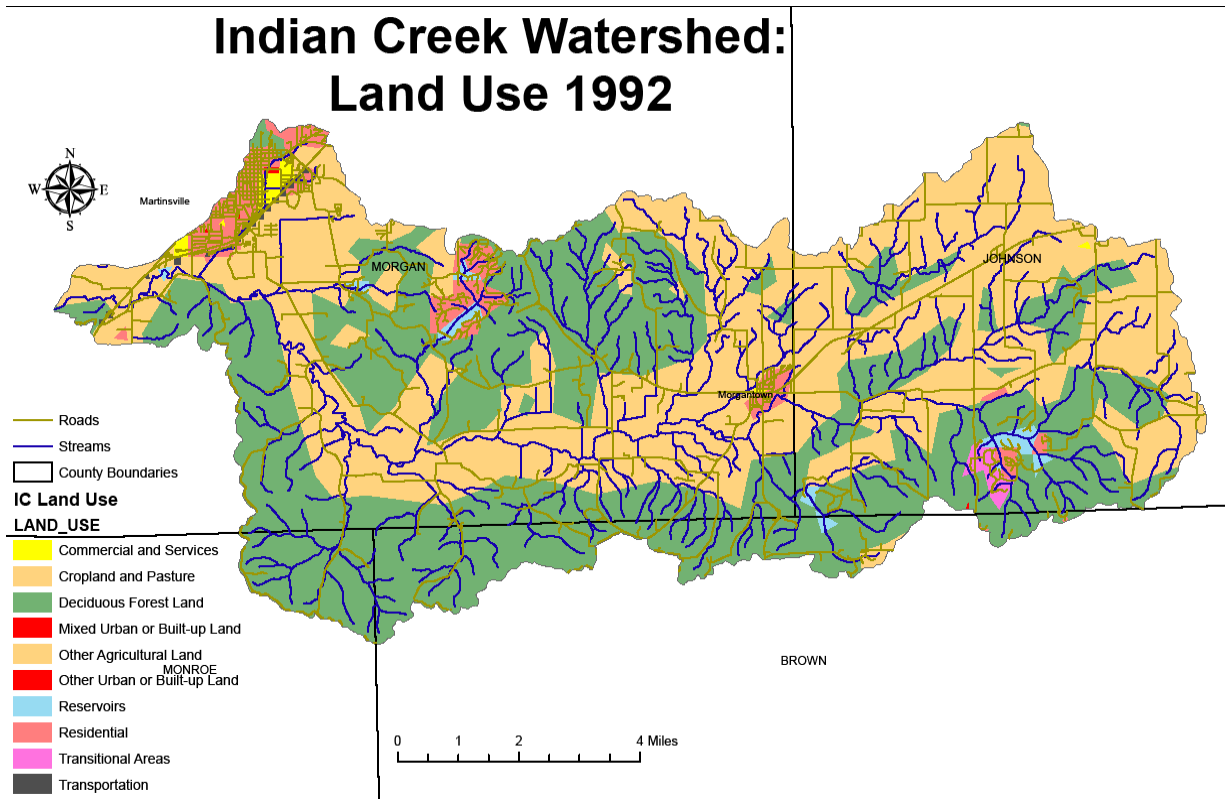 Indian Creek Watershed:
Land Use 1992
N
W
E
S
Martinsville
MORGAN
JOHNSON
Morgantown
Roads
Streams
County Boundaries
IC Land Use
LAND_USE
Commercial and Services
Cropland and Pasture
Deciduous Forest Land
Mixed Urban or Built-up Land
Other Agricultural Land
MONROE
BROWN
Other Urban or Built-up Land
Reservoirs
Residential
Transitional Areas
Transportation
0 1 2 4 Miles